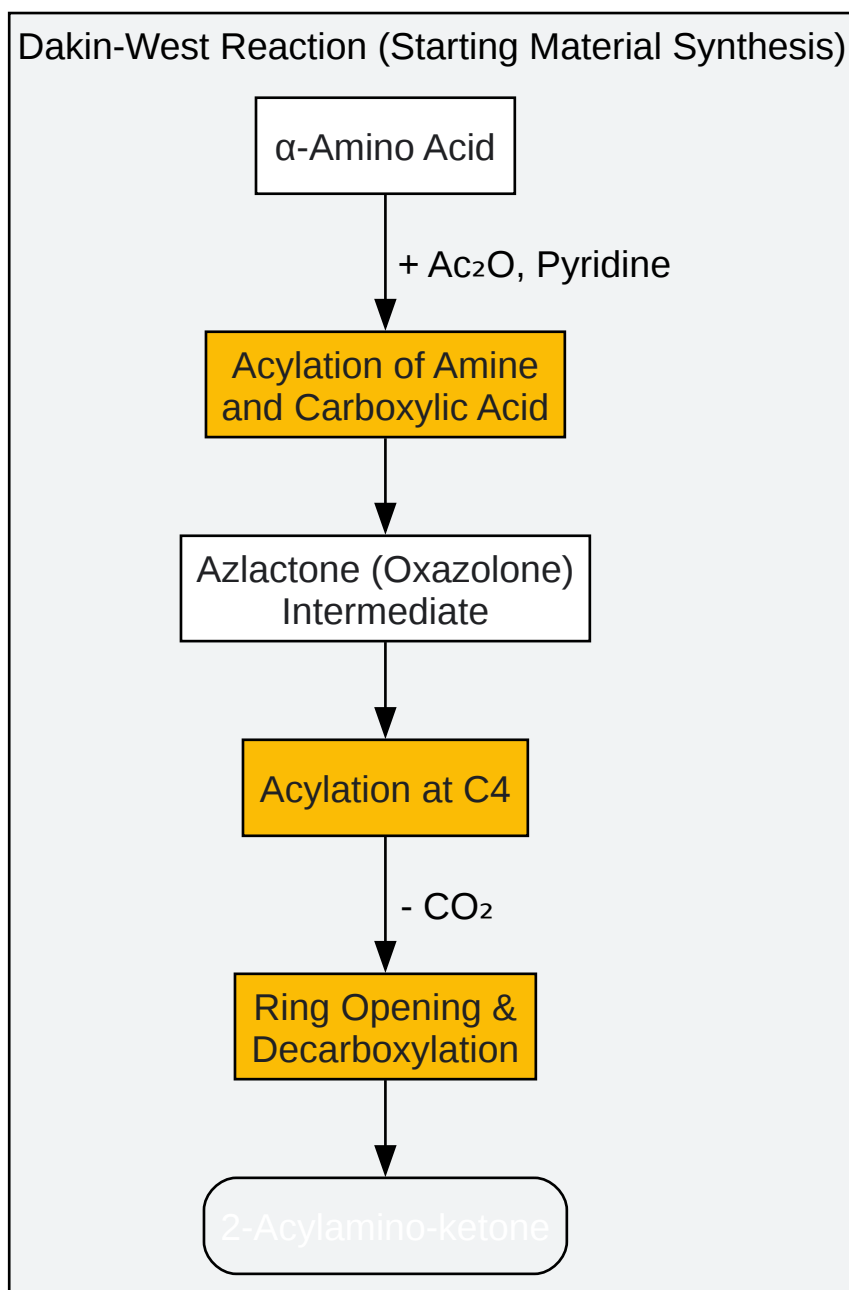 Dakin-West Reaction (Starting Material Synthesis)
α-Amino Acid
+ Ac₂O, Pyridine
Acylation of Amine
and Carboxylic Acid
Azlactone (Oxazolone)
Intermediate
Acylation at C4
- CO₂
Ring Opening &
Decarboxylation
2-Acylamino-ketone